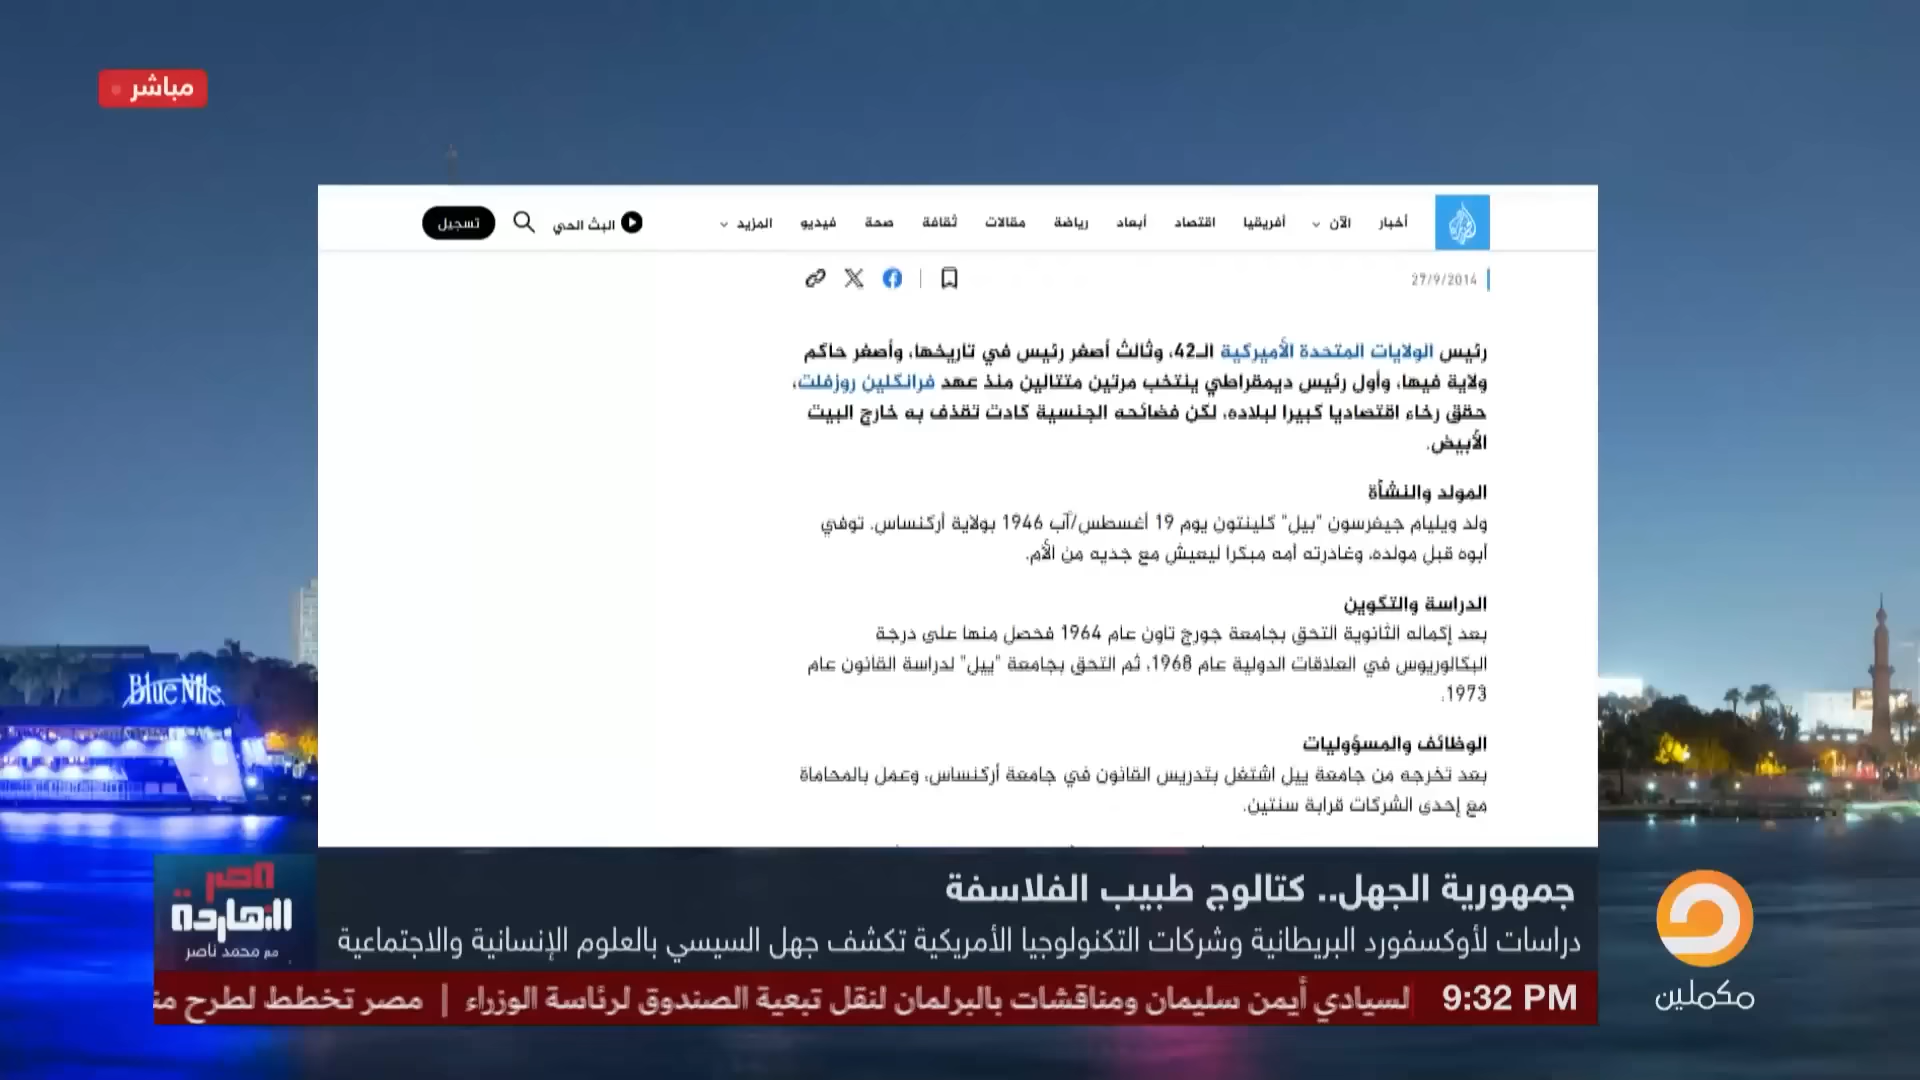 مباشر
أخبار
الآن
أفريقيا
اقتصاد
أبعاد
رياضة
مقالات
ثقافة
صحة
فيديو
المزيد
البث الحي
تسجيل
27/9/2014
رئيس الولايات المتحدة الأميركية الـ42، وثالث أصغر رئيس في تاريخها، وأصغر حاكم
ولاية فيها، وأول رئيس ديمقراطي ينتخب مرتين متتالين منذ عهد فرانكلين روزفلت،
حقق رخاء اقتصاديا كبيرا لبلاده، لكن فضائحه الجنسية كادت تقذف به خارج البيت
الأبيض.
المولد والنشأة
ولد ويليام جيفرسون "بيل" كلينتون يوم 19 أغسطس/آب 1946 بولاية أركنساس. توفي
أبوه قبل مولده، وغادرته أمه مبكرا ليعيش مع جديه من الأم.
الدراسة والتكوين
بعد إكماله الثانوية التحق بجامعة جورج تاون عام 1964 فحصل منها على درجة
البكالوريوس في العلاقات الدولية عام 1968، ثم التحق بجامعة "ييل" لدراسة القانون عام
1973.
الوظائف والمسؤوليات
بعد تخرجه من جامعة ييل اشتغل بتدريس القانون في جامعة أركنساس، وعمل بالمحاماة
مع إحدى الشركات قرابة سنتين.
Blue Nile
جمهورية الجهل.. كتالوج طبيب الفلاسفة
دراسات لأوكسفورد البريطانية وشركات التكنولوجيا الأمريكية تكشف جهل السيسي بالعلوم الإنسانية والاجتماعية
مصر
النهاردة
مع محمد ناصر
9:32 PM
لسيادي أيمن سليمان ومناقشات بالبرلمان لنقل تبعية الصندوق لرئاسة الوزراء | مصر تخطط لطرح
مكملين